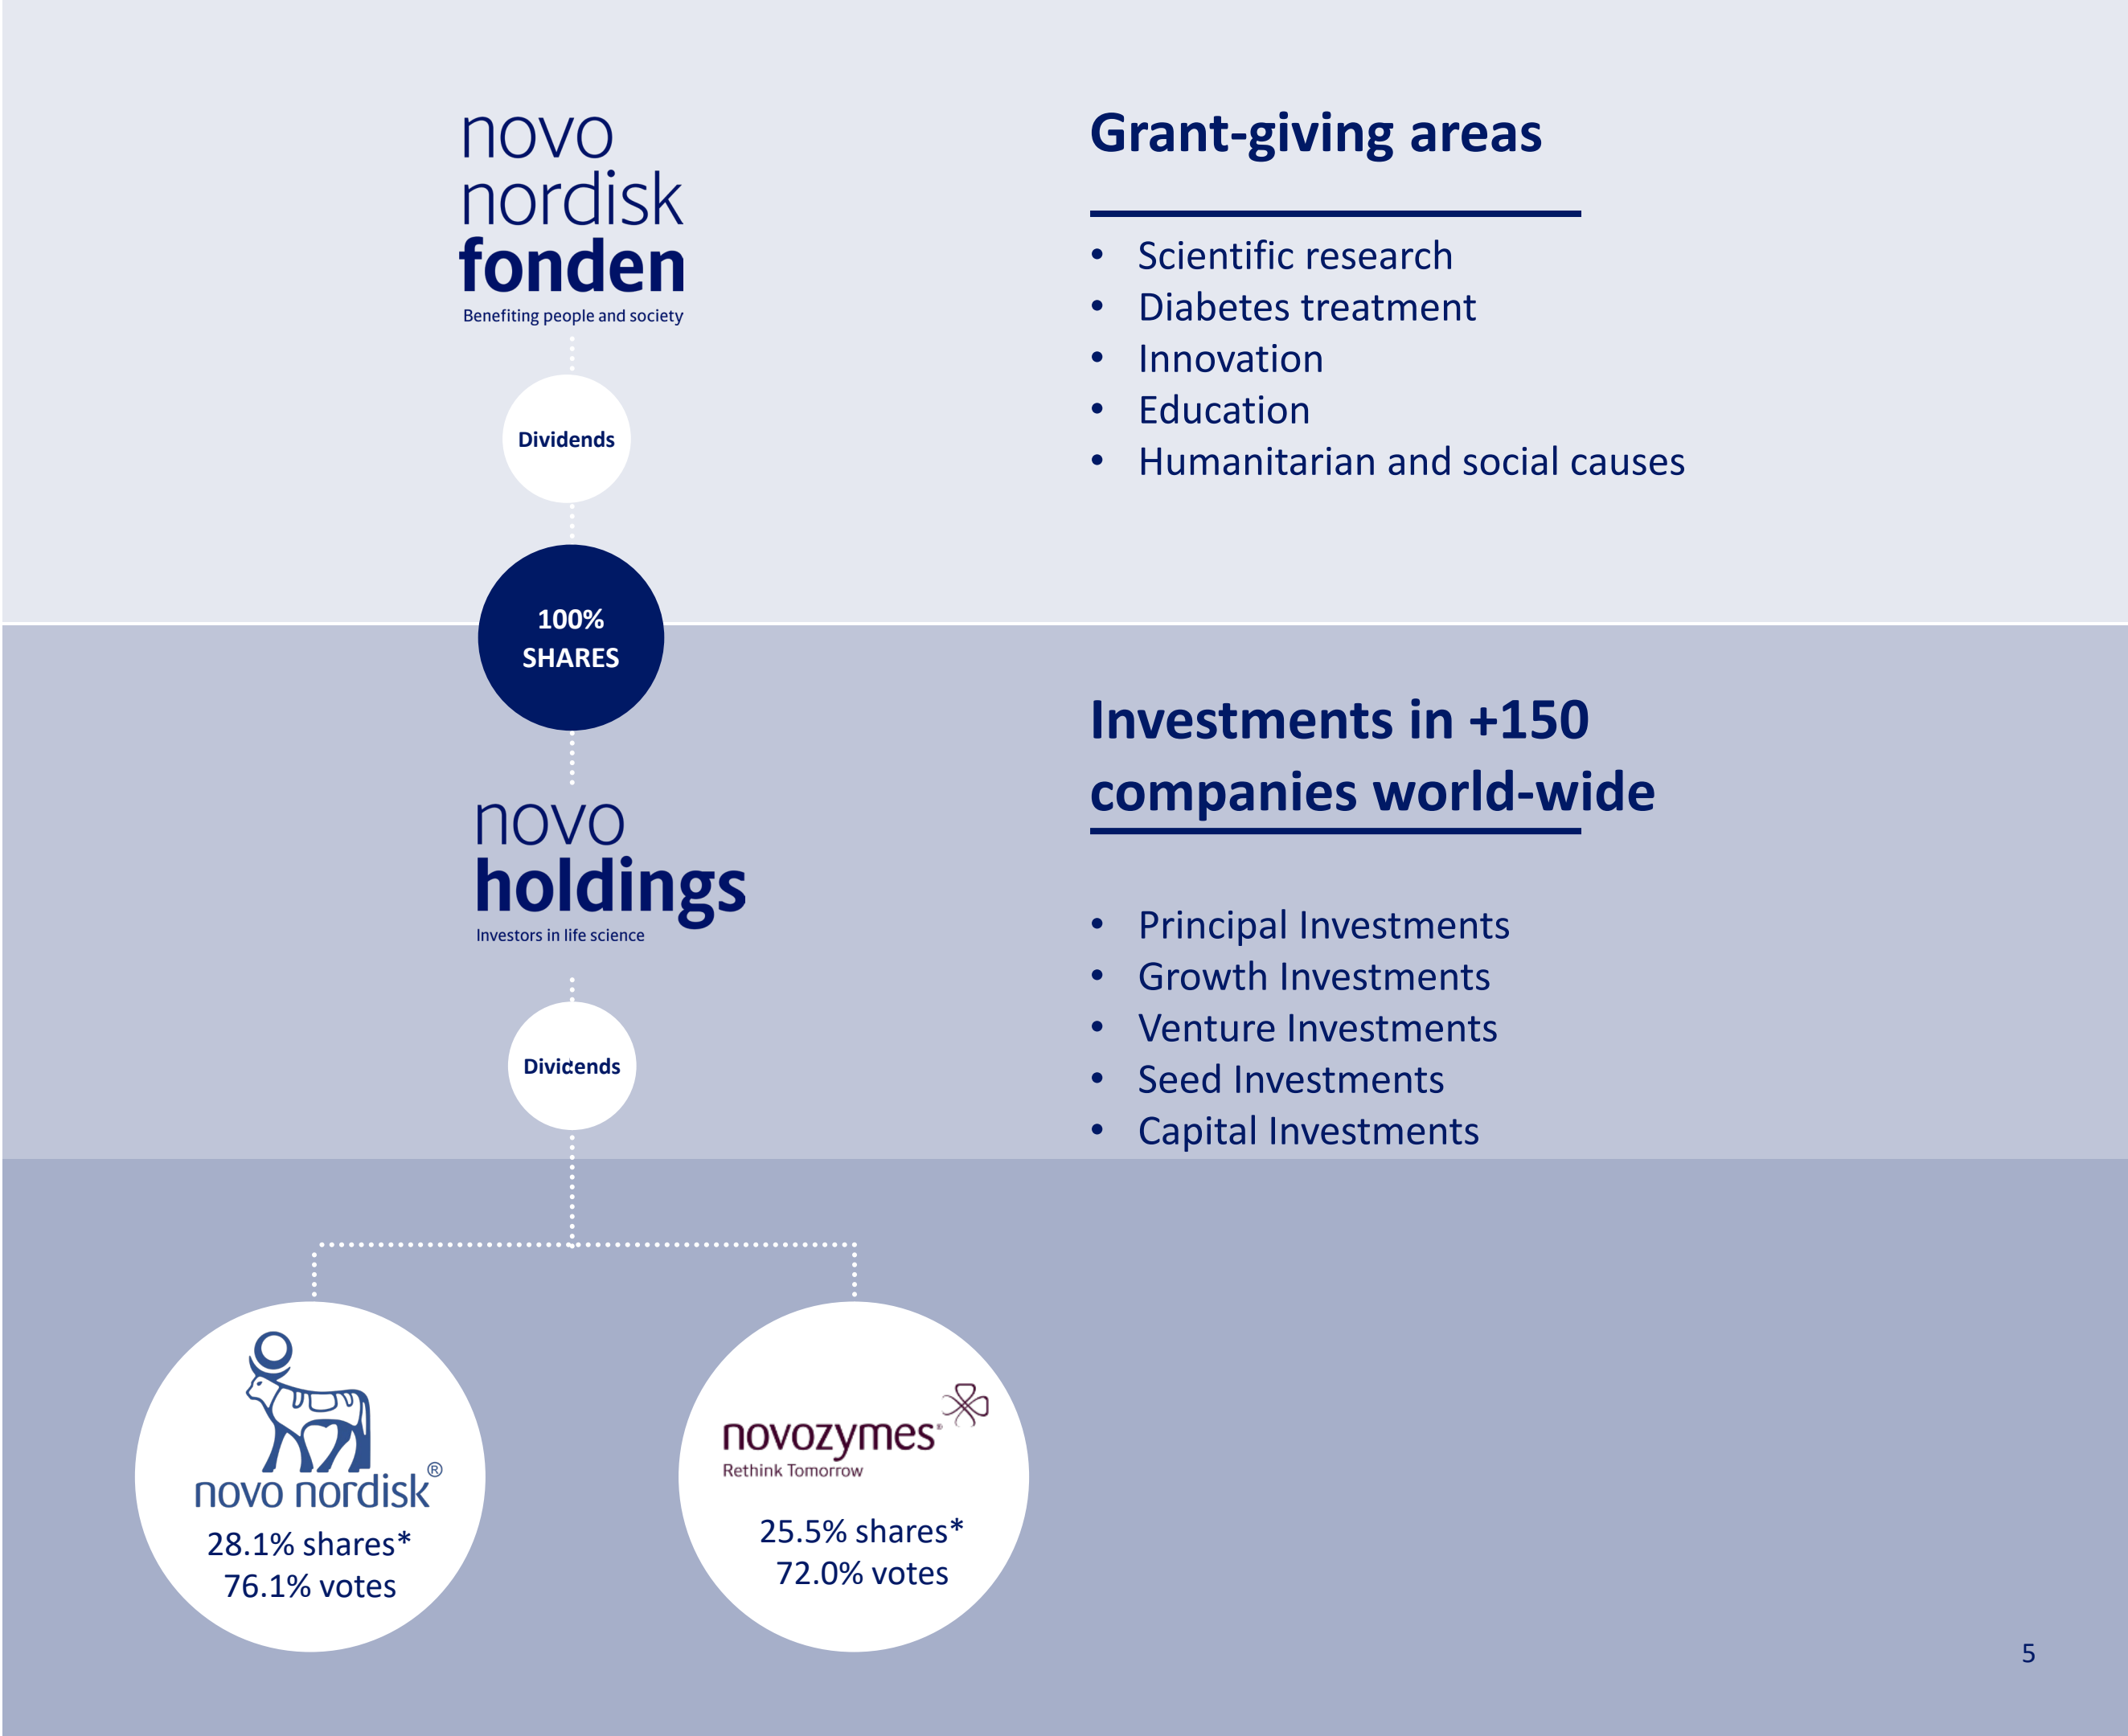 novo
nordisk
fonden
Benefiting people and society
Dividends
100%
SHARES
Grant-giving areas
• Scientific research
• Diabetes treatment
• Innovation
• Education
• Humanitarian and social causes
novo
holdings
Investors in life science
Dividends
Investments in +150
companies world-wide
• Principal Investments
• Growth Investments
• Venture Investments
• Seed Investments
• Capital Investments
novo nordisk®
28.1% shares*
76.1% votes
novozymes®
Rethink Tomorrow
25.5% shares*
72.0% votes
5